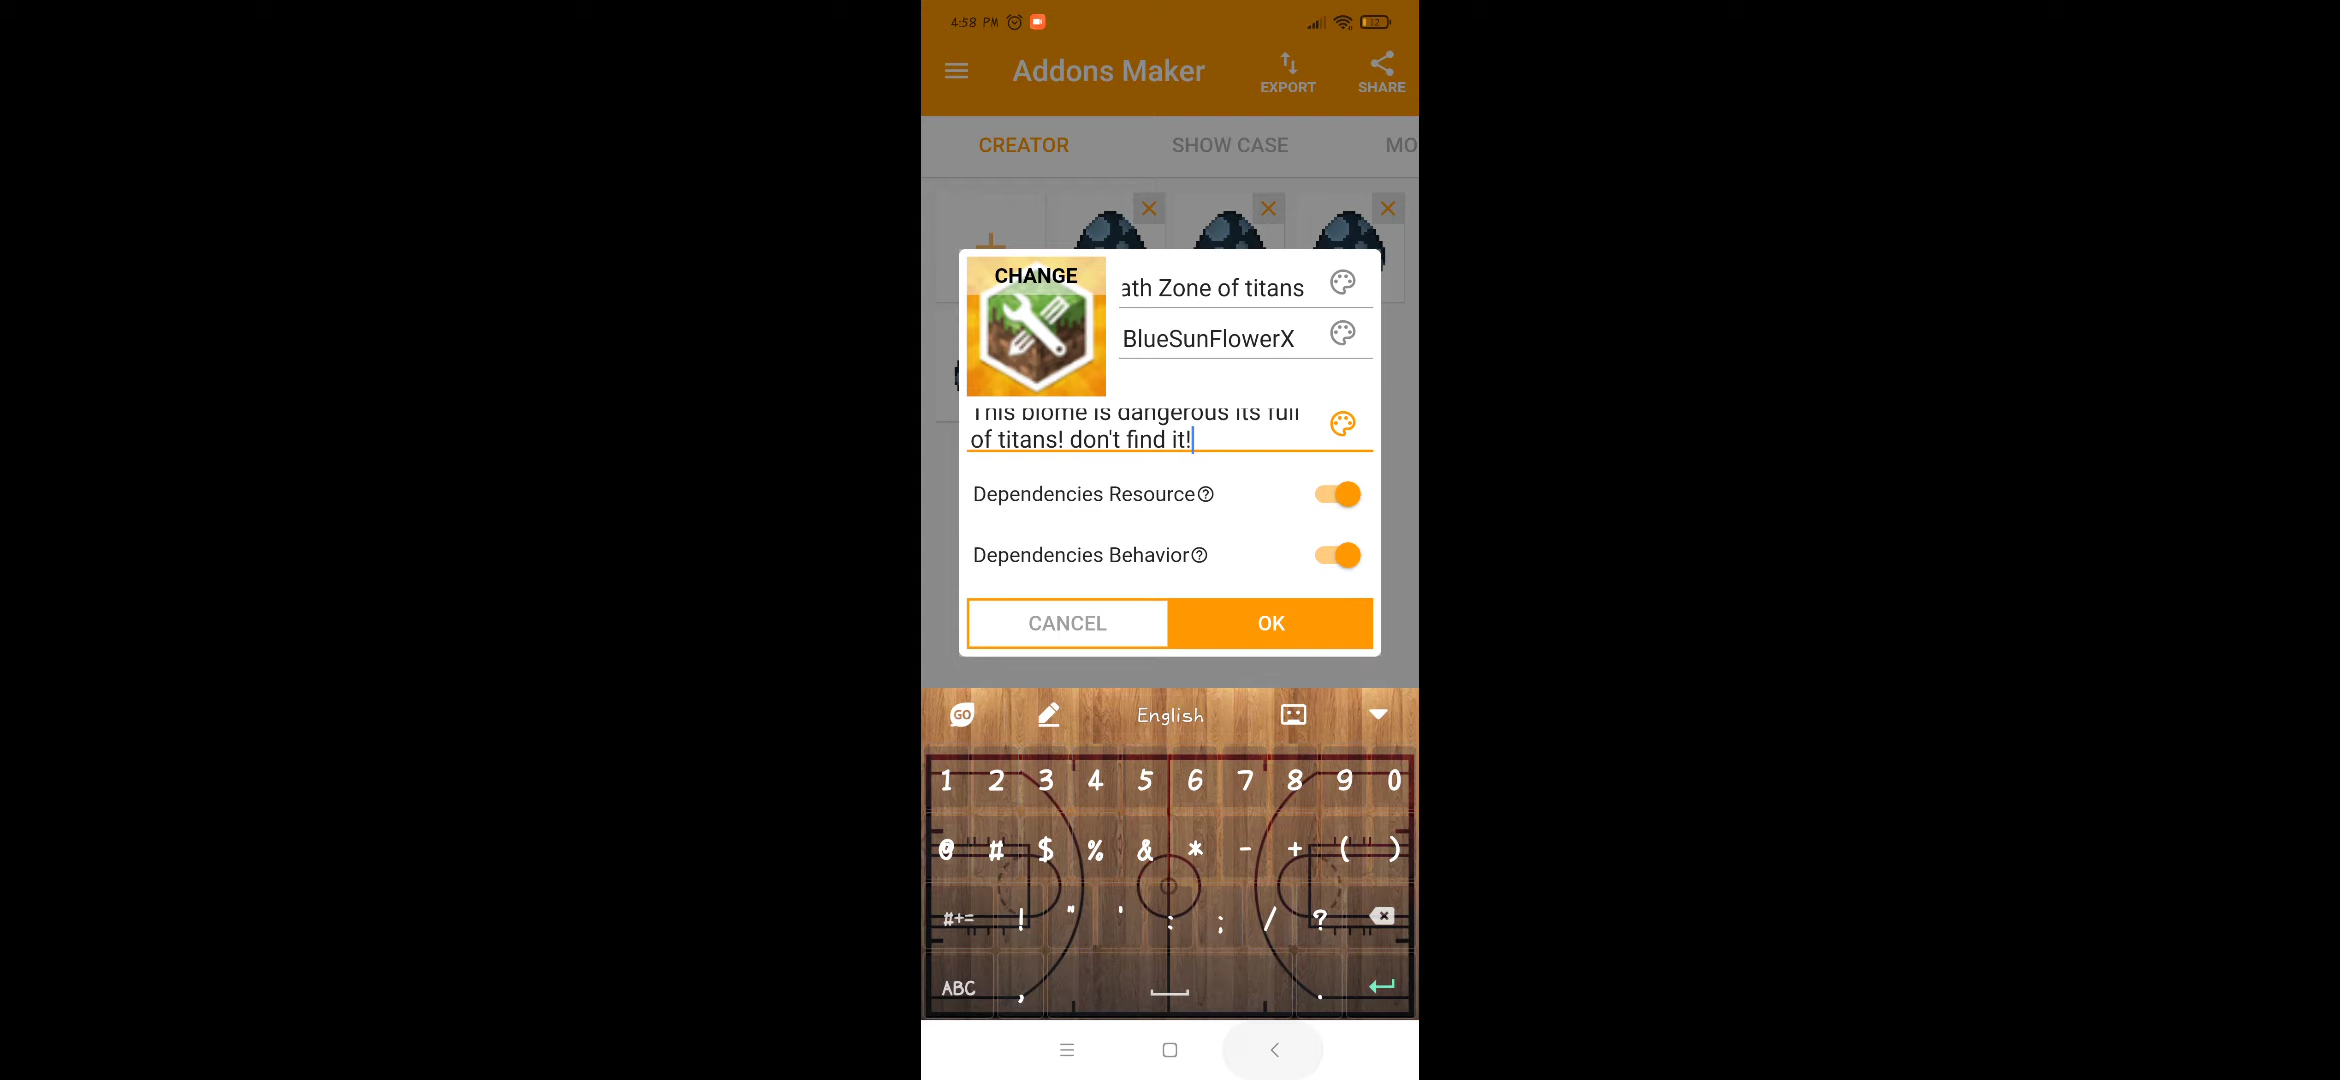 4:58 PM
12
Addons Maker
EXPORT
SHARE
CREATOR
SHOW CASE
MO
CHANGE
ath Zone of titans
BlueSunFlowerX
This biome is dangerous its full
of titans! don't find it!
Dependencies Resource
Dependencies Behavior
CANCEL
OK
GO
English
1 2 3 4 5 6 7 8 9 0
@ # $ % & * - + ( )
#+= ! " ' : ; / ?
ABC , .